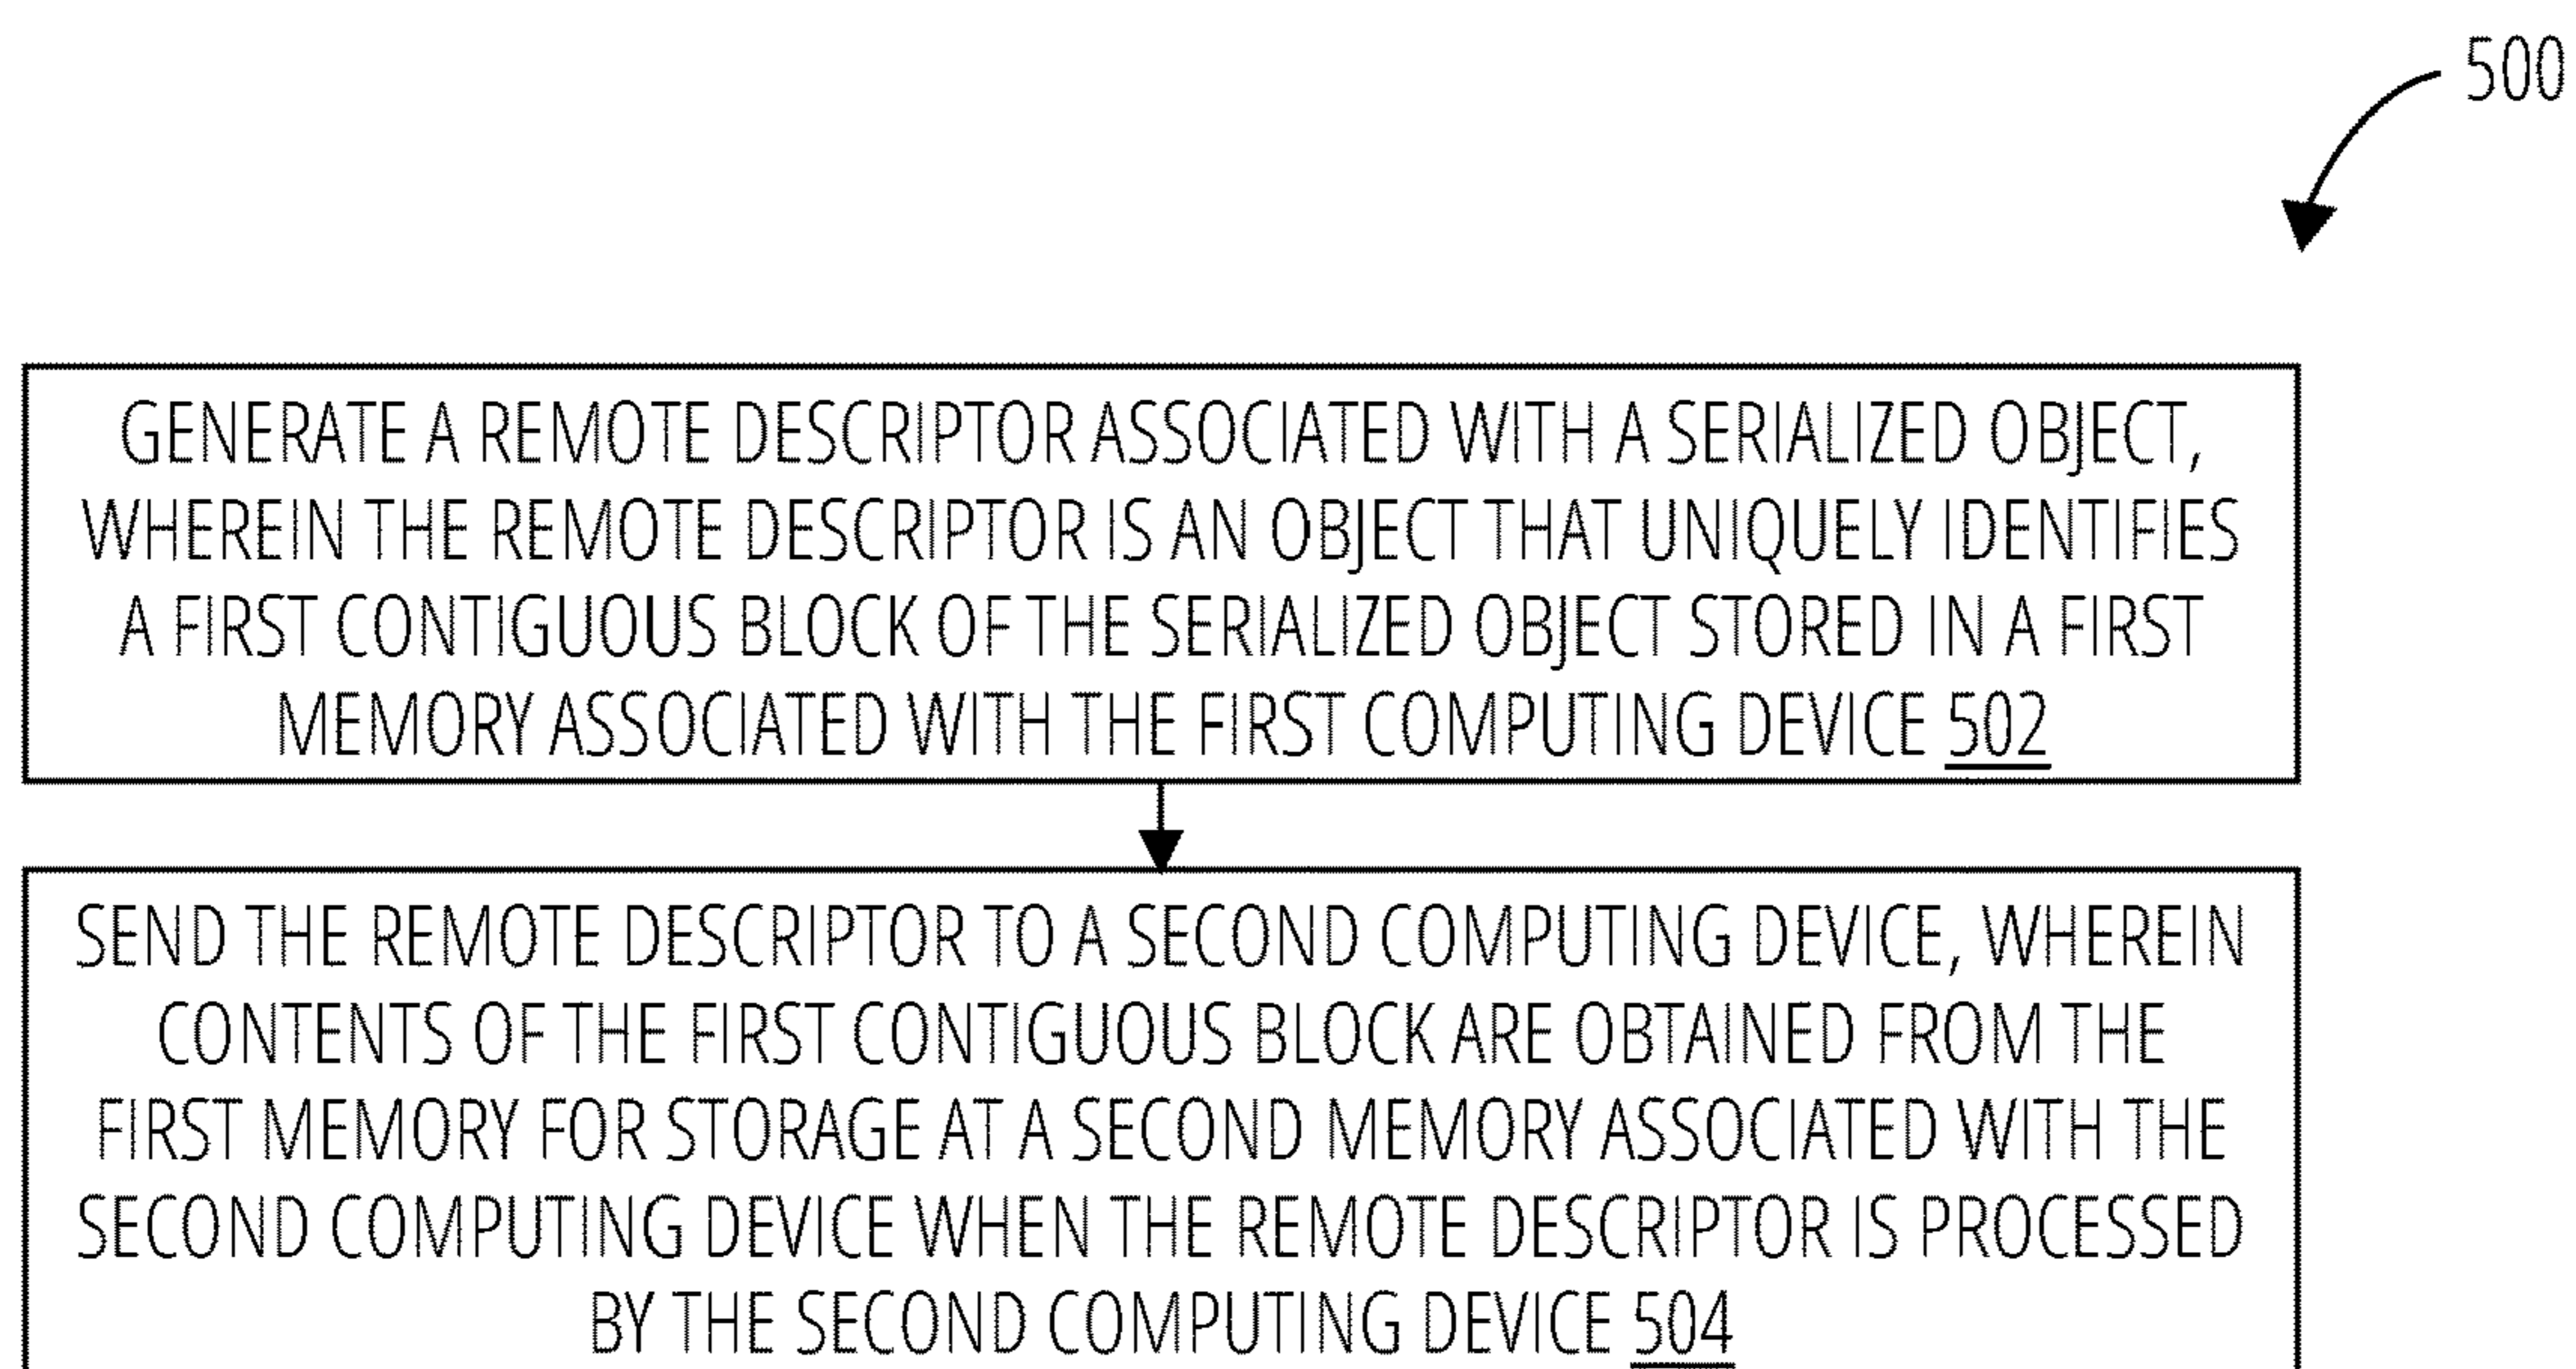 500
GENERATE A REMOTE DESCRIPTOR ASSOCIATED WITH A SERIALIZED OBJECT,
WHEREIN THE REMOTE DESCRIPTOR IS AN OBJECT THAT UNIQUELY IDENTIFIES
A FIRST CONTIGUOUS BLOCK OF THE SERIALIZED OBJECT STORED IN A FIRST
MEMORY ASSOCIATED WITH THE FIRST COMPUTING DEVICE 502
SEND THE REMOTE DESCRIPTOR TO A SECOND COMPUTING DEVICE, WHEREIN
CONTENTS OF THE FIRST CONTIGUOUS BLOCK ARE OBTAINED FROM THE
FIRST MEMORY FOR STORAGE AT A SECOND MEMORY ASSOCIATED WITH THE
SECOND COMPUTING DEVICE WHEN THE REMOTE DESCRIPTOR IS PROCESSED
BY THE SECOND COMPUTING DEVICE 504